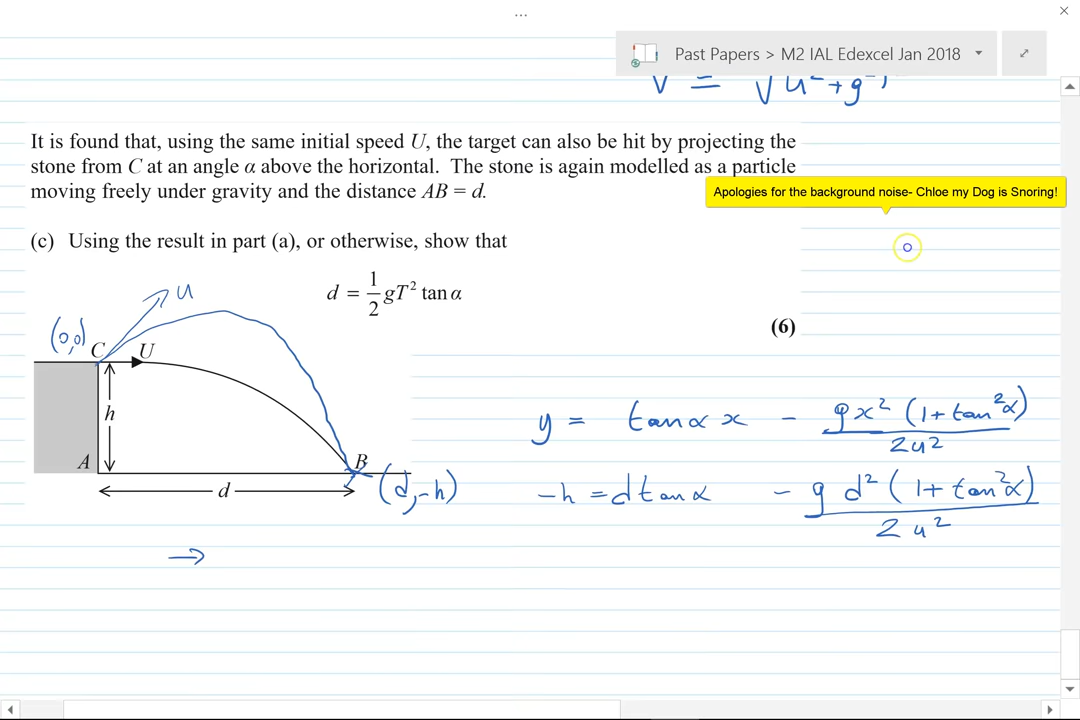 ...
Past Papers > M2 IAL Edexcel Jan 2018
It is found that, using the same initial speed U, the target can also be hit by projecting the
stone from C at an angle α above the horizontal. The stone is again modelled as a particle
moving freely under gravity and the distance AB = d.
Apologies for the background noise- Chloe my Dog is Snoring!
(c) Using the result in part (a), or otherwise, show that
d = 1/2 gT² tan α
(6)
u
(0,0)
C U
h
A B
d
(d,-h)
y = tanα x - gx² (1+tan²α) / 2u²
-h = d tanα - g d² (1+tan²α) / 2u²
→